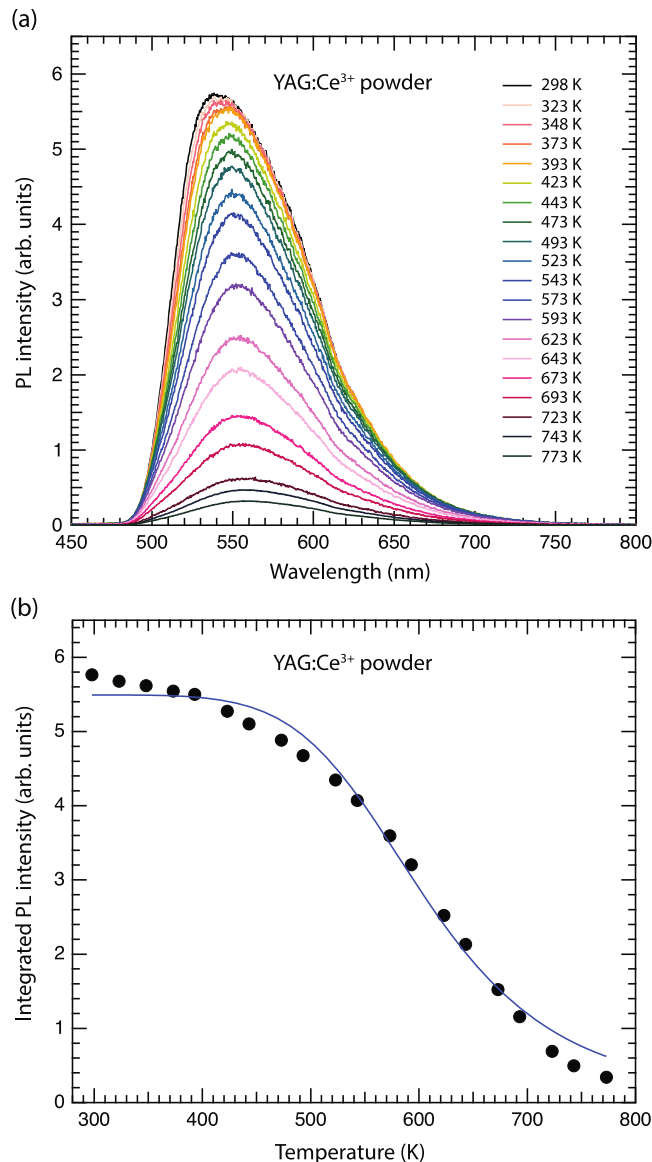 (a)
6
5
4
3
2
1
0
PL intensity (arb. units)
YAG:Ce³⁺ powder
298 K
323 K
348 K
373 K
393 K
423 K
443 K
473 K
493 K
523 K
543 K
573 K
593 K
623 K
643 K
673 K
693 K
723 K
743 K
773 K
450 500 550 600 650 700 750 800
Wavelength (nm)
(b)
6
5
4
3
2
1
0
Integrated PL intensity (arb. units)
YAG:Ce³⁺ powder
300 400 500 600 700 800
Temperature (K)